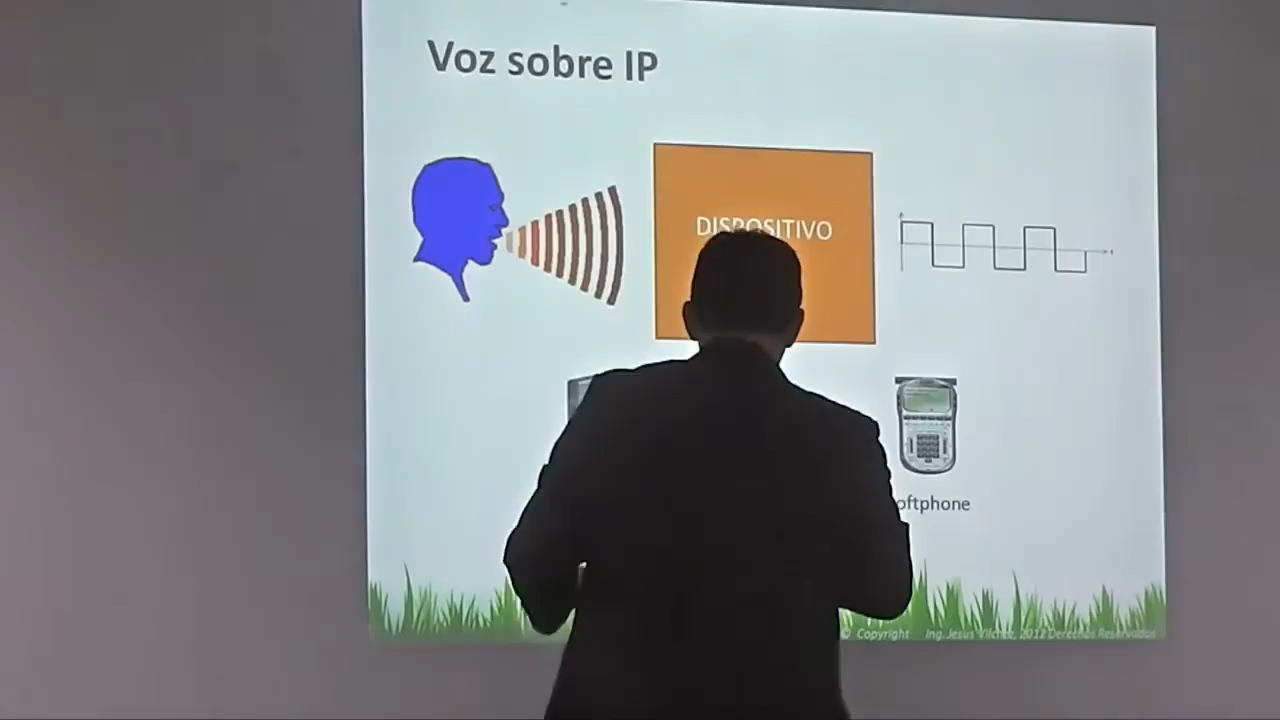 Voz sobre IP
DISPOSITIVO
oftphone
© Copyright Ing. Jesus Vilchez, 2012 Derechos Reservados